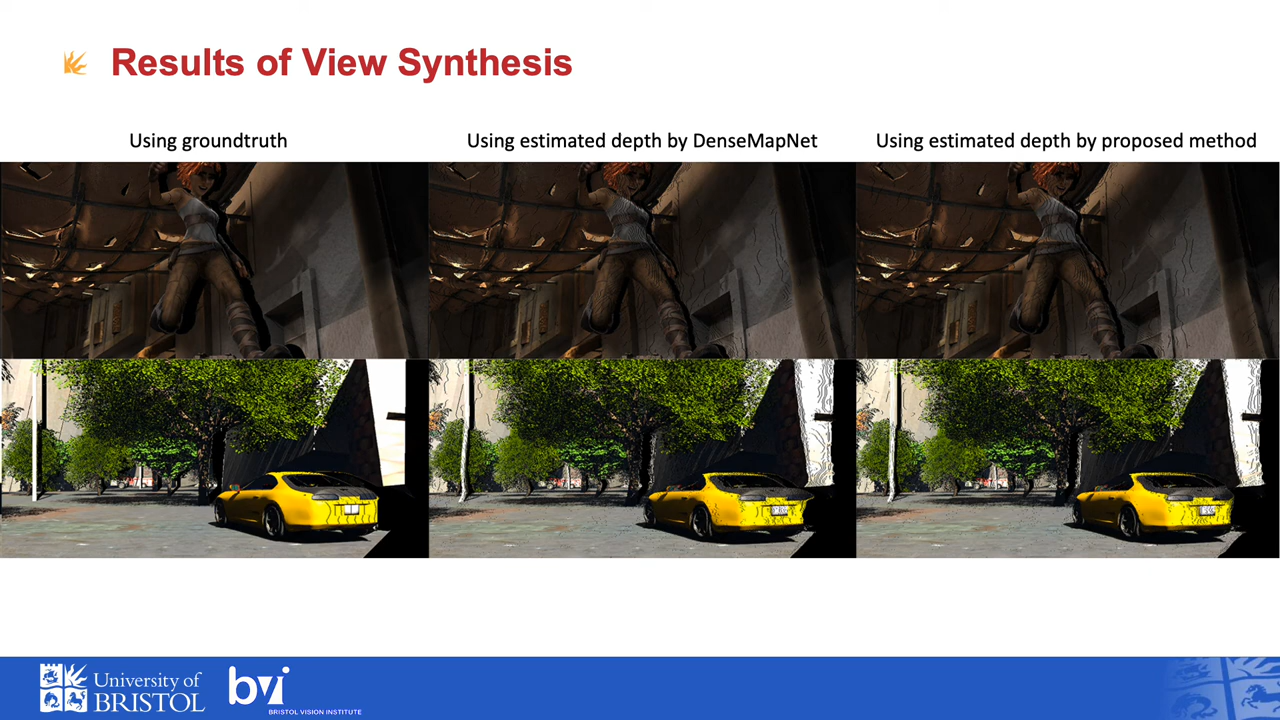 Results of View Synthesis
Using groundtruth
Using estimated depth by DenseMapNet
Using estimated depth by proposed method
University of
BRISTOL
bvi
BRISTOL VISION INSTITUTE